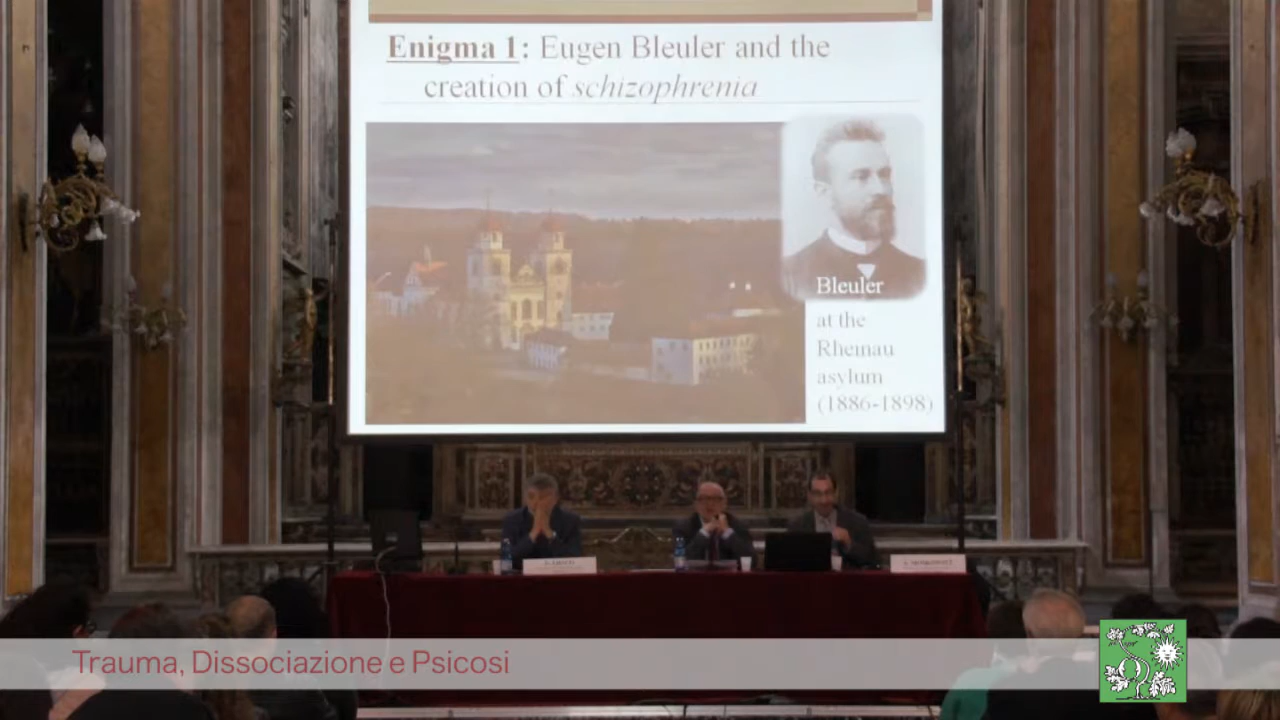 Enigma 1: Eugen Bleuler and the
creation of schizophrenia
Bleuler
at the
Rheinau
asylum
(1886-1898)
Trauma, Dissociazione e Psicosi